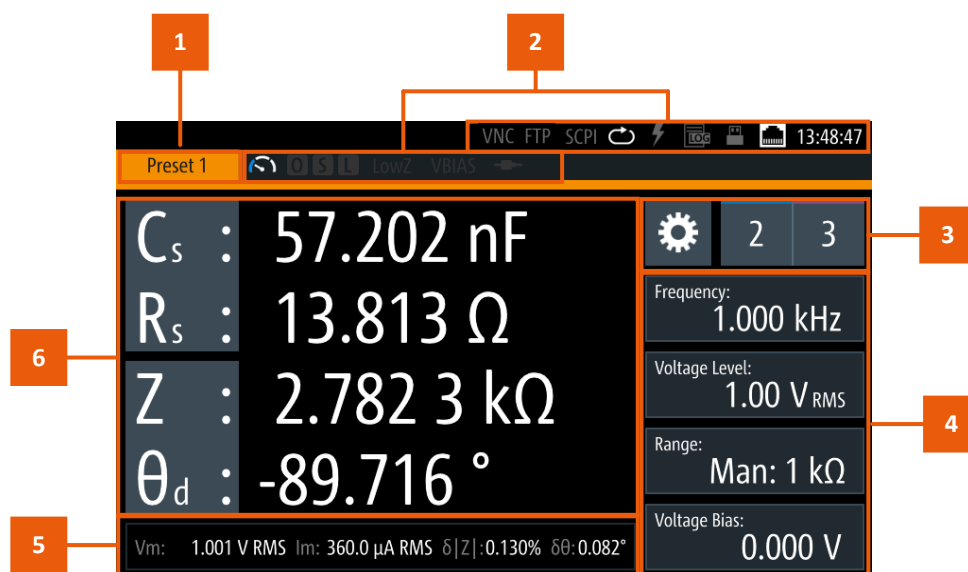 1
2
VNC FTP SCPI LOG 13:48:47
Preset 1 O S L LowZ VBIAS
Cs : 57.202 nF
2 3
3
Rs : 13.813 Ω
Frequency:
1.000 kHz
6
Z : 2.782 3 kΩ
Voltage Level:
1.00 V RMS
4
θd : -89.716 °
Range:
Man: 1 kΩ
5
Vm: 1.001 V RMS Im: 360.0 µA RMS δ|Z|:0.130% δθ:0.082°
Voltage Bias:
0.000 V